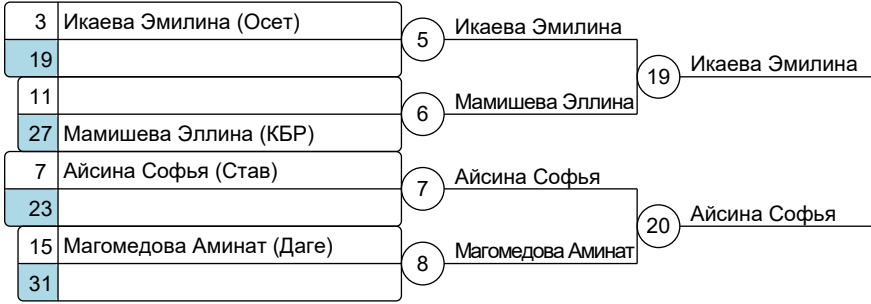 3 Икаева Эмилина (Осет)
5 Икаева Эмилина
19
19 Икаева Эмилина
11
6 Мамишева Эллина
27 Мамишева Эллина (КБР)
7 Айсина Софья (Став)
7 Айсина Софья
23
20 Айсина Софья
15 Магомедова Аминат (Даге)
8 Магомедова Аминат
31